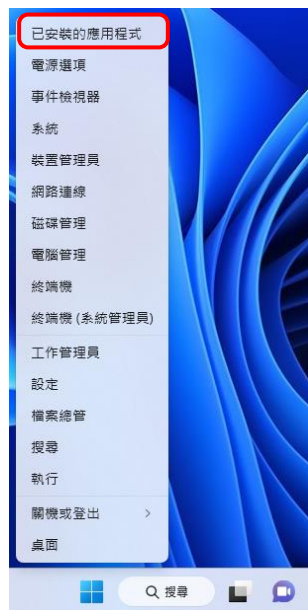 已安裝的應用程式
電源選項
事件檢視器
系統
裝置管理員
網路連線
磁碟管理
電腦管理
終端機
終端機 (系統管理員)
工作管理員
設定
檔案總管
搜尋
執行
關機或登出
桌面
搜尋